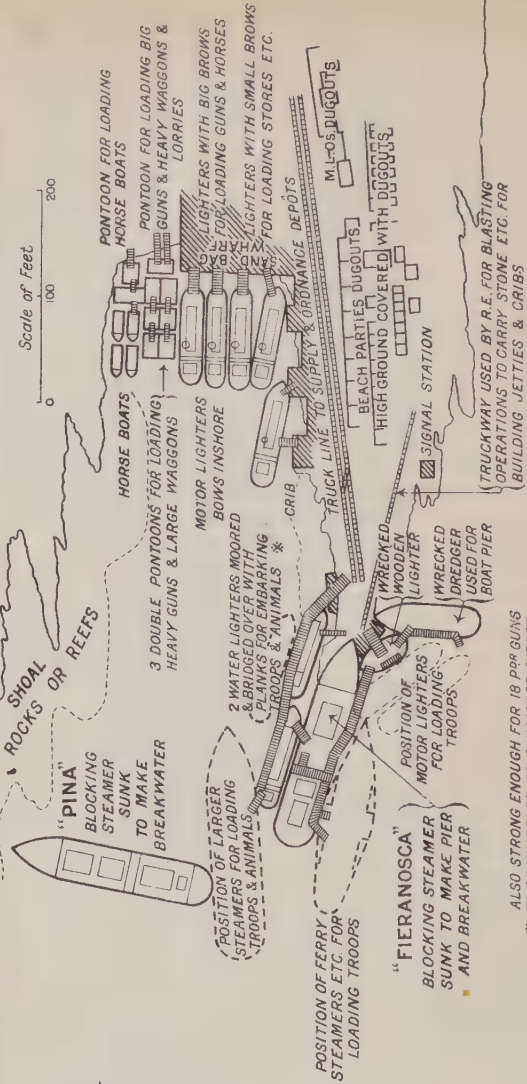 Scale of Feet
0 100 200
SHOAL
ROCKS OR REEFS
"PINA"
BLOCKING
STEAMER
SUNK
TO MAKE
BREAKWATER
HORSE BOATS
PONTOON FOR LOADING
HORSE BOATS
PONTOON FOR LOADING BIG
GUNS & HEAVY WAGGONS &
LORRIES
3 DOUBLE PONTOONS FOR LOADING
HEAVY GUNS & LARGE WAGGONS
MOTOR LIGHTERS
BOWS INSHORE
LIGHTERS WITH BIG BROWS
FOR LOADING GUNS & HORSES
LIGHTERS WITH SMALL BROWS
FOR LOADING STORES ETC.
AND BAG
WHARF
2 WATER LIGHTERS MOORED
& BRIDGED OVER WITH
PLANKS FOR EMBARKING
TROOPS & ANIMALS *
CRIB
TRUCK LINE TO SUPPLY & ORDNANCE DEPÔTS
M.L.Os. DUGOUTS
BEACH PARTIES DUGOUTS
HIGH GROUND COVERED WITH DUGOUTS
SIGNAL STATION
POSITION OF LARGER
STEAMERS FOR LOADING
TROOPS & ANIMALS
POSITION OF FERRY
STEAMERS ETC. FOR
LOADING TROOPS
WRECKED
WOODEN
LIGHTER
WRECKED
DREDGER
USED FOR
BOAT PIER
POSITION OF
MOTOR LIGHTERS
FOR LOADING
TROOPS
"FIERANOSCA"
BLOCKING STEAMER
SUNK TO MAKE PIER
AND BREAKWATER
TRUCKWAY USED BY R.E. FOR BLASTING
OPERATIONS TO CARRY STONE ETC. FOR
BUILDING JETTIES & CRIBS
ALSO STRONG ENOUGH FOR 18 PDR GUNS